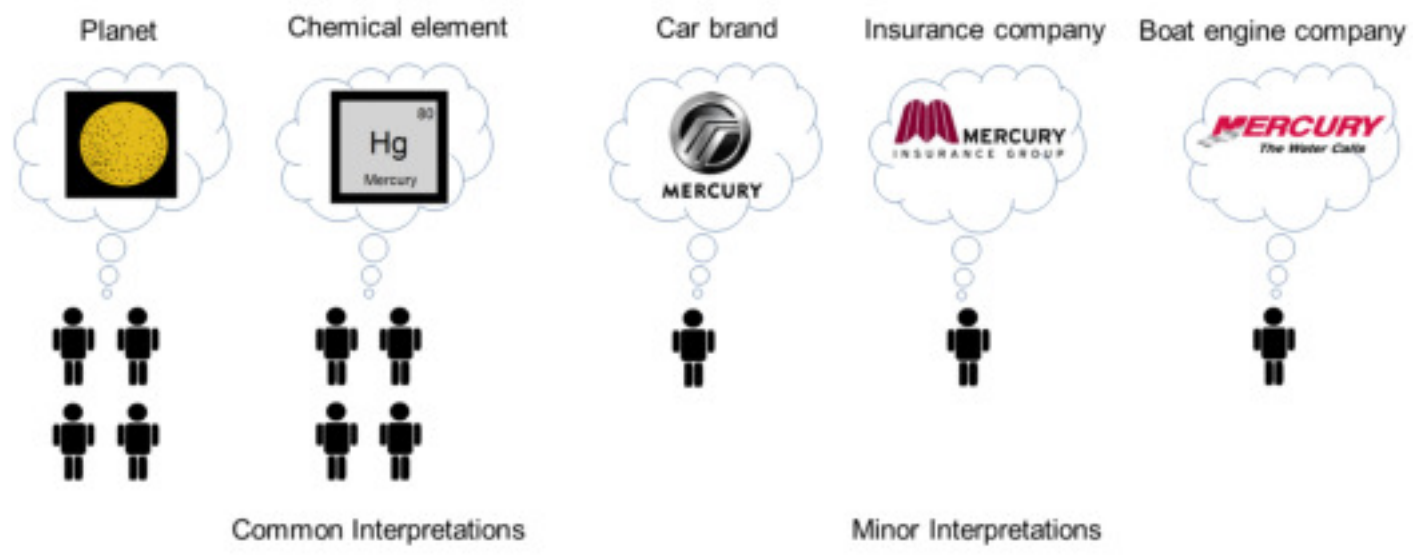 Planet
Chemical element
Car brand
Insurance company
Boat engine company
80
Hg
Mercury
MERCURY
MERCURY
INSURANCE GROUP
MERCURY
The Water Calls
Common Interpretations
Minor Interpretations